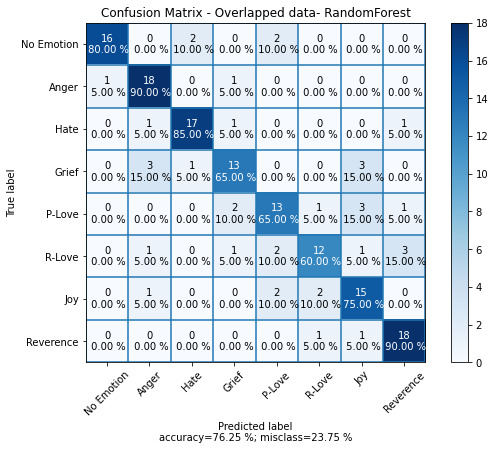 Confusion Matrix - Overlapped data- RandomForest
True label
No Emotion 16 0 2 0 2 0 0 0
80.00 % 0.00 % 10.00 % 0.00 % 10.00 % 0.00 % 0.00 % 0.00 %
Anger 1 18 0 1 0 0 0 0
5.00 % 90.00 % 0.00 % 5.00 % 0.00 % 0.00 % 0.00 % 0.00 %
Hate 0 1 17 1 0 0 0 1
0.00 % 5.00 % 85.00 % 5.00 % 0.00 % 0.00 % 0.00 % 5.00 %
Grief 0 3 1 13 0 0 3 0
0.00 % 15.00 % 5.00 % 65.00 % 0.00 % 0.00 % 15.00 % 0.00 %
P-Love 0 0 0 2 13 1 3 1
0.00 % 0.00 % 0.00 % 10.00 % 65.00 % 5.00 % 15.00 % 5.00 %
R-Love 0 1 0 1 2 12 1 3
0.00 % 5.00 % 0.00 % 5.00 % 10.00 % 60.00 % 5.00 % 15.00 %
Joy 0 1 0 0 2 2 15 0
0.00 % 5.00 % 0.00 % 0.00 % 10.00 % 10.00 % 75.00 % 0.00 %
Reverence 0 0 0 0 0 1 1 18
0.00 % 0.00 % 0.00 % 0.00 % 0.00 % 5.00 % 5.00 % 90.00 %
No Emotion Anger Hate Grief P-Love R-Love Joy Reverence
Predicted label
accuracy=76.25 %; misclass=23.75 %
18
16
14
12
10
8
6
4
2
0